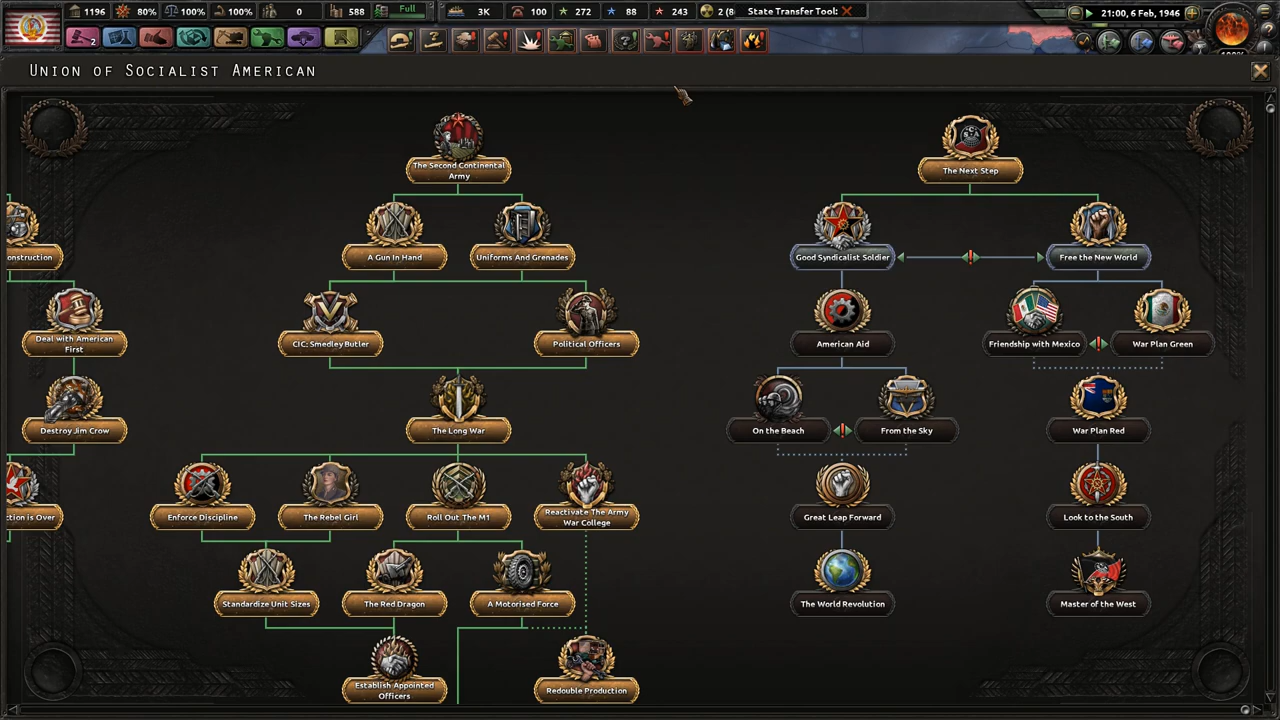 1196 80% 100% 100% 0 588 Full 3K 100 272 88 243 2(8 State Transfer Tool: 21:00, 6 Feb, 1946
2
Union of Socialist American
The Second Continental
Army
The Next Step
onstruction
A Gun In Hand
Uniforms And Grenades
Good Syndicalist Soldier
Free the New World
Deal with American
First
CIC: Smedley Butler
Political Officers
American Aid
Friendship with Mexico
War Plan Green
Destroy Jim Crow
The Long War
On the Beach
From the Sky
War Plan Red
ction is Over
Enforce Discipline
The Rebel Girl
Roll Out The M1
Reactivate The Army
War College
Great Leap Forward
Look to the South
Standardize Unit Sizes
The Red Dragon
A Motorised Force
The World Revolution
Master of the West
Establish Appointed
Officers
Redouble Production